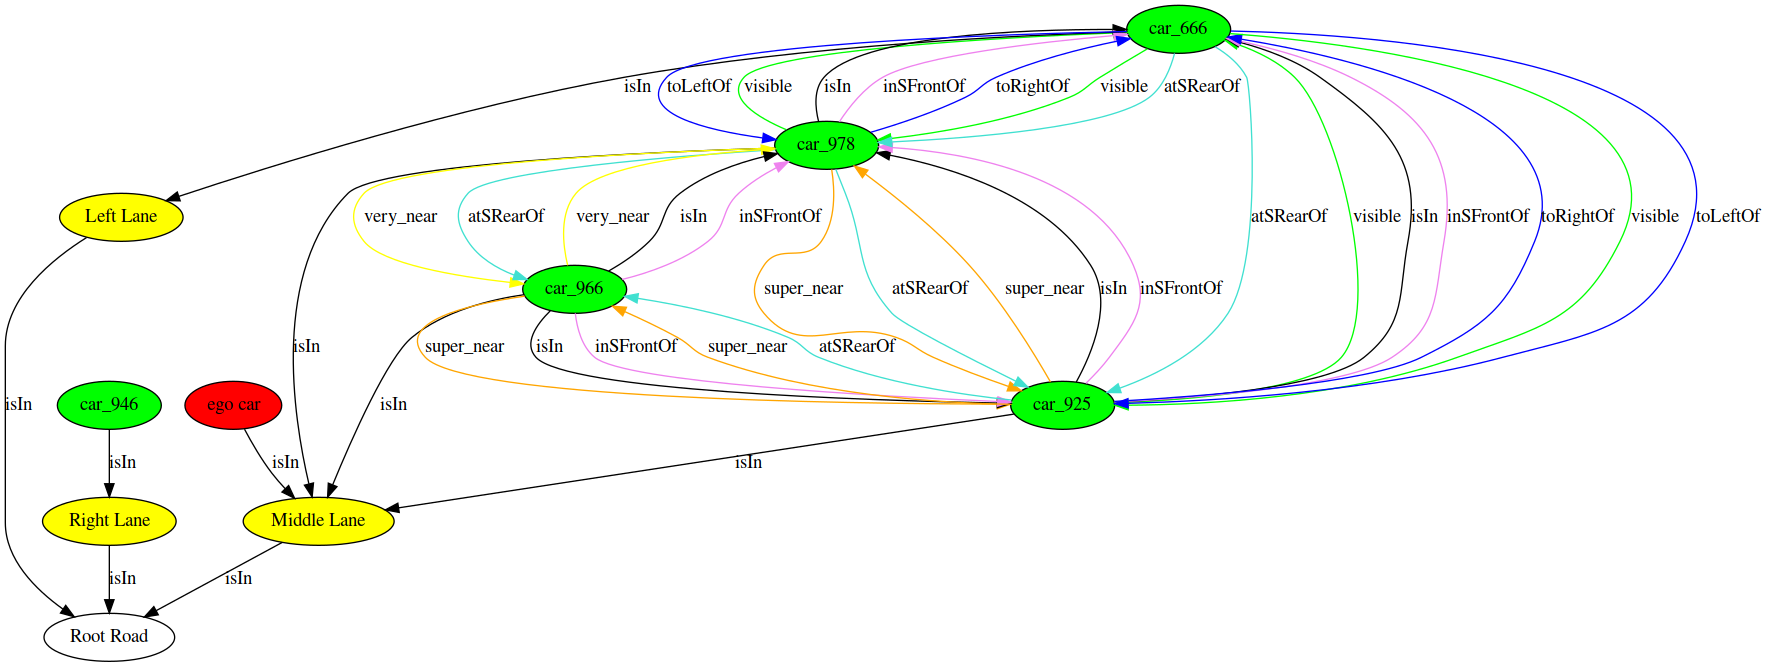 car_666
isIn
toLeftOf
visible
isIn
inSFrontOf
toRightOf
visible
atSRearOf
car_978
Left Lane
very_near
atSRearOf
very_near
isIn
inSFrontOf
atSRearOf
visible
isIn
inSFrontOf
toRightOf
visible
toLeftOf
car_966
super_near
atSRearOf
super_near
isIn
inSFrontOf
isIn
super_near
isIn
inSFrontOf
super_near
atSRearOf
isIn
car_946
ego car
isIn
car_925
isIn
isIn
isIn
Right Lane
Middle Lane
isIn
isIn
Root Road